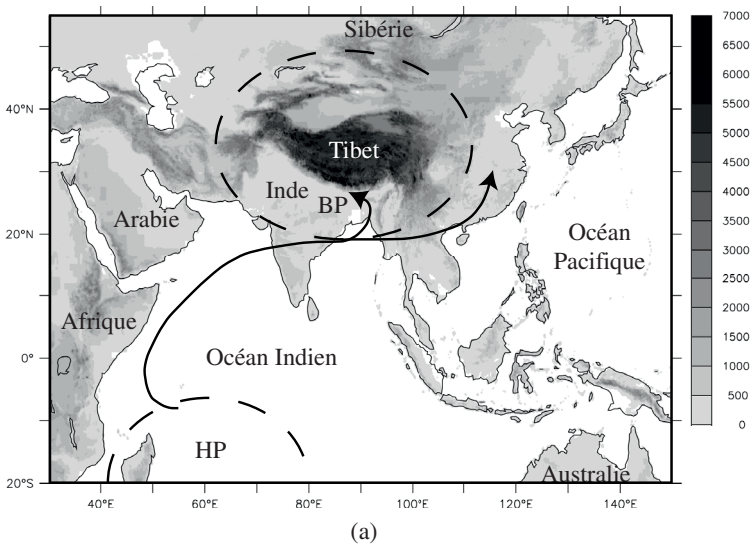 Sibérie
Tibet
Inde
BP
Arabie
Océan
Pacifique
Afrique
Océan Indien
HP
Australie
40°N
20°N
0°
20°S
40°E
60°E
80°E
100°E
120°E
140°E
7000
6500
6000
5500
5000
4500
4000
3500
3000
2500
2000
1500
1000
500
0
(a)